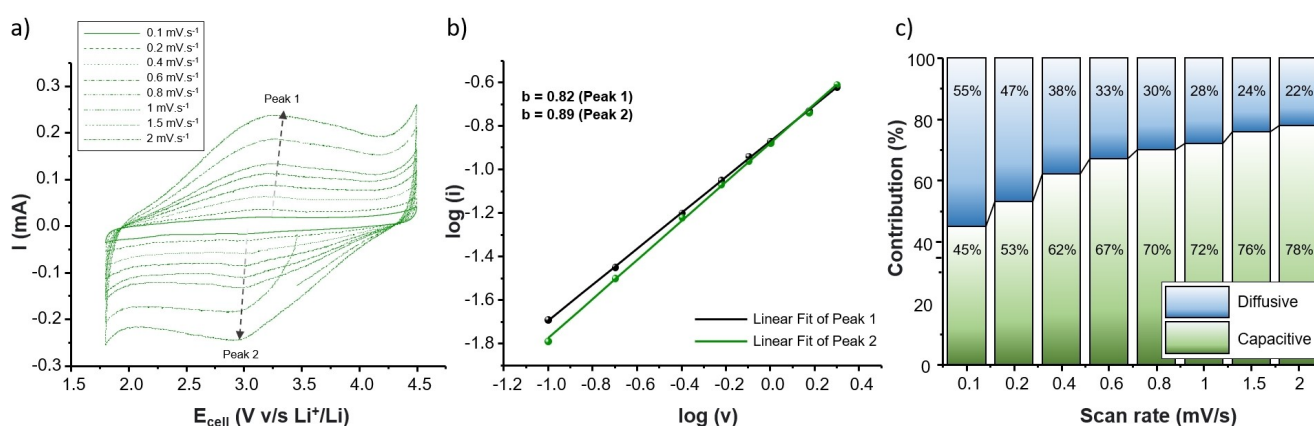 a)
0.1 mV.s⁻¹
0.2 mV.s⁻¹
0.4 mV.s⁻¹
0.6 mV.s⁻¹
0.8 mV.s⁻¹
1 mV.s⁻¹
1.5 mV.s⁻¹
2 mV.s⁻¹
Peak 1
Peak 2
0.3
0.2
0.1
0.0
-0.1
-0.2
-0.3
I (mA)
1.5 2.0 2.5 3.0 3.5 4.0 4.5
E_cell (V v/s Li⁺/Li)
b)
b = 0.82 (Peak 1)
b = 0.89 (Peak 2)
-0.6
-0.8
-1.0
-1.2
-1.4
-1.6
-1.8
log (i)
Linear Fit of Peak 1
Linear Fit of Peak 2
-1.0 -0.8 -0.6 -0.4 -0.2 0.0 0.2 0.4
log (v)
c)
100
80
60
40
20
0
Contribution (%)
55% 47% 38% 33% 30% 28% 24% 22%
45% 53% 62% 67% 70% 72% 76% 78%
Diffusive
Capacitive
0.1 0.2 0.4 0.6 0.8 1 1.5 2
Scan rate (mV/s)